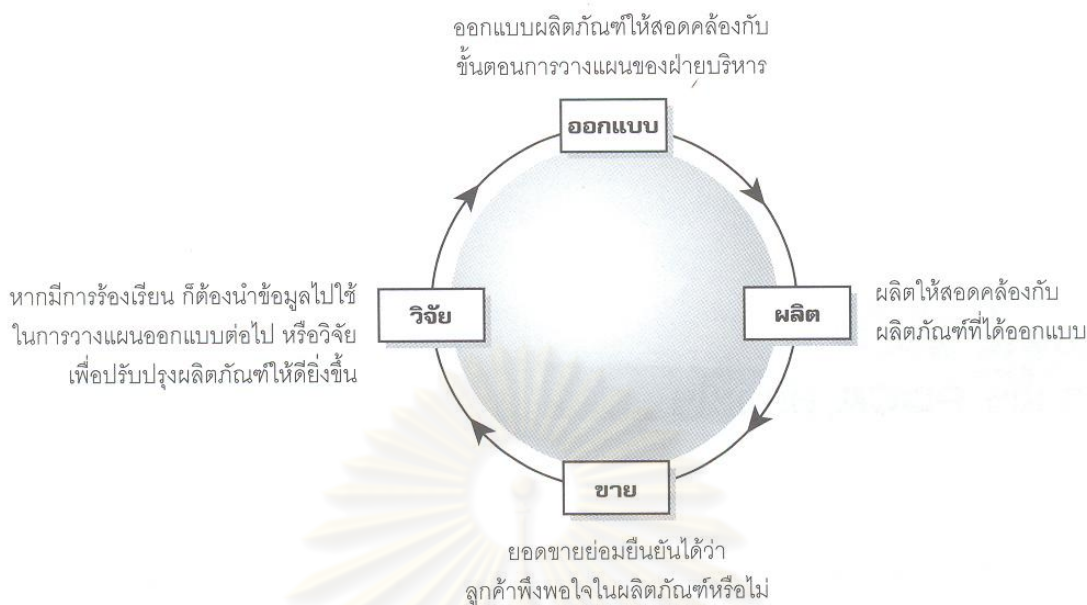 ออกแบบผลิตภัณฑ์ให้สอดคล้องกับ
ขั้นตอนการวางแผนของฝ่ายบริหาร
ออกแบบ
หากมีการร้องเรียน ก็ต้องนำข้อมูลไปใช้
ในการวางแผนออกแบบต่อไป หรือวิจัย
เพื่อปรับปรุงผลิตภัณฑ์ให้ดียิ่งขึ้น
วิจัย
ผลิต
ผลิตให้สอดคล้องกับ
ผลิตภัณฑ์ที่ได้ออกแบบ
ขาย
ยอดขายย่อมยืนยันได้ว่า
ลูกค้าพึงพอใจในผลิตภัณฑ์หรือไม่